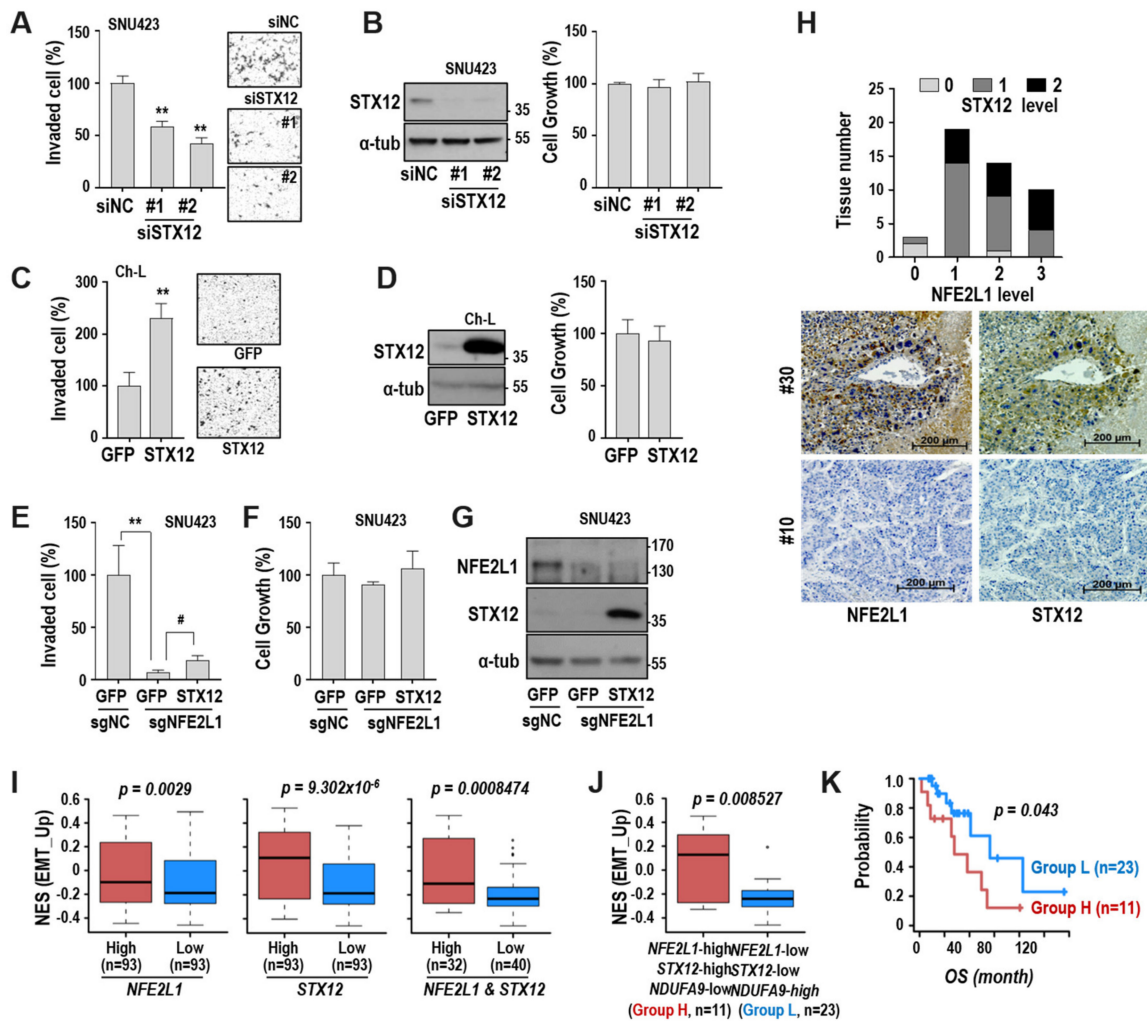 A
SNU423
Invaded cell (%)
150
100
50
0
**
**
siNC
#1
#2
siSTX12
siNC
siSTX12
#1
#2
B
SNU423
STX12
α-tub
35
55
siNC
#1
#2
siSTX12
Cell Growth (%)
150
100
50
0
siNC
#1
#2
siSTX12
C
Ch-L
Invaded cell (%)
300
200
100
0
**
GFP STX12
GFP
STX12
D
Ch-L
STX12
α-tub
35
55
GFP STX12
Cell Growth (%)
150
100
50
0
GFP STX12
E
SNU423
Invaded cell (%)
150
100
50
0
**
#
GFP GFP STX12
sgNC sgNFE2L1
F
SNU423
Cell Growth (%)
150
100
50
0
GFP GFP STX12
sgNC sgNFE2L1
G
SNU423
NFE2L1
STX12
α-tub
170
130
35
55
GFP GFP STX12
sgNC sgNFE2L1
H
0 1 2
STX12 level
Tissue number
25
20
15
10
5
0
0 1 2 3
NFE2L1 level
#30
200 µm
200 µm
#10
200 µm
200 µm
NFE2L1 STX12
I
NES (EMT_Up)
0.6
0.4
0.2
0.0
-0.2
-0.4
p = 0.0029
High Low
(n=93) (n=93)
NFE2L1
p = 9.302x10-6
High Low
(n=93) (n=93)
STX12
p = 0.0008474
High Low
(n=32) (n=40)
NFE2L1 & STX12
J
p = 0.008527
NES (EMT_Up)
0.6
0.4
0.2
0.0
-0.2
-0.4
NFE2L1-high NFE2L1-low
STX12-high STX12-low
NDUFA9-low NDUFA9-high
(Group H, n=11) (Group L, n=23)
K
p = 0.043
Probability
1.0
0.8
0.6
0.4
0.2
0.0
Group L (n=23)
Group H (n=11)
0 40 80 120
OS (month)